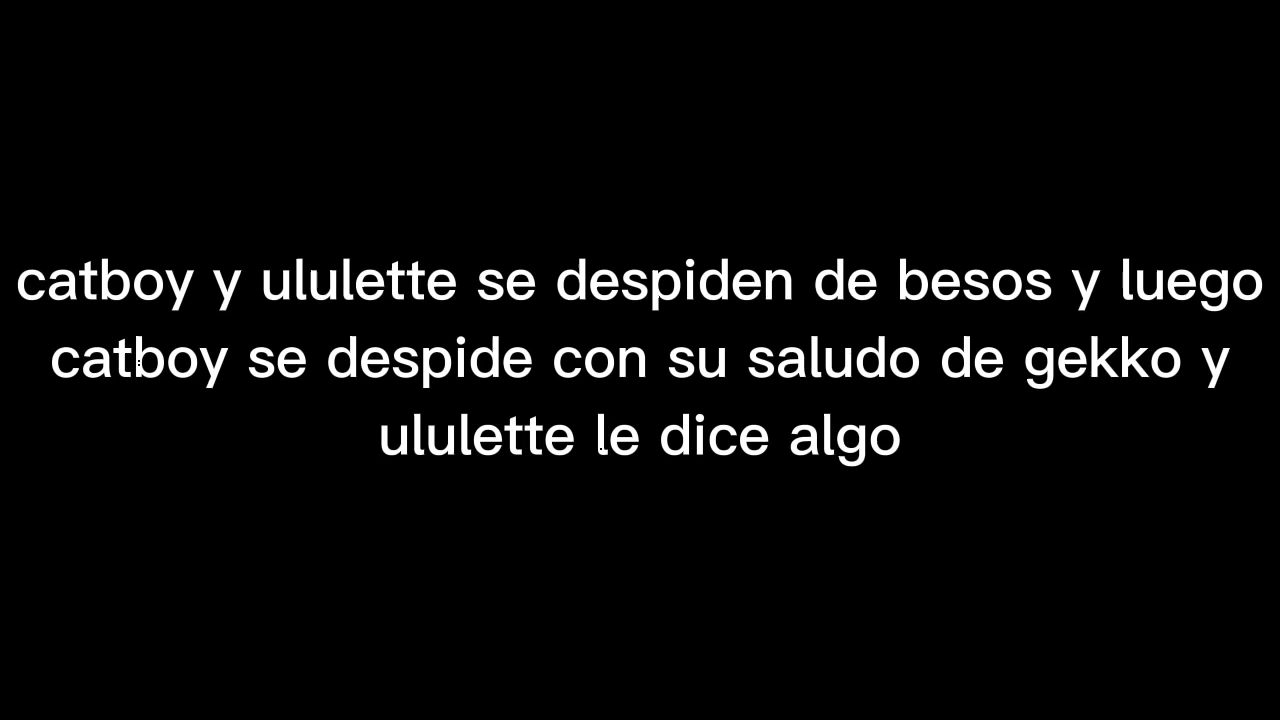 catboy y ululette se despiden de besos y luego
catboy se despide con su saludo de gekko y
ululette le dice algo